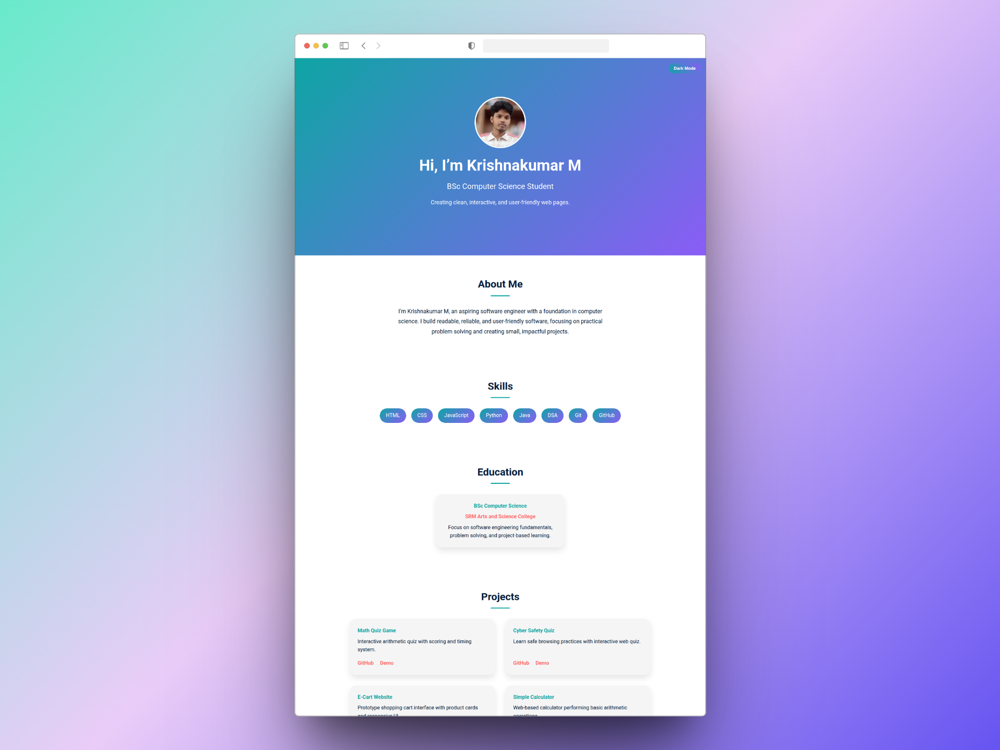 Dark Mode
Hi, I’m Krishnakumar M
BSc Computer Science Student
Creating clean, interactive, and user-friendly web pages.
About Me
I’m Krishnakumar M, an aspiring software engineer with a foundation in computer
science. I build readable, reliable, and user-friendly software, focusing on practical
problem solving and creating small, impactful projects.
Skills
HTML CSS JavaScript Python Java DSA Git GitHub
Education
BSc Computer Science
SRM Arts and Science College
Focus on software engineering fundamentals,
problem solving, and project-based learning.
Projects
Math Quiz Game
Interactive arithmetic quiz with scoring and timing
system.
GitHub Demo
Cyber Safety Quiz
Learn safe browsing practices with interactive web quiz.
GitHub Demo
E-Cart Website
Prototype shopping cart interface with product cards
and responsive UI
Simple Calculator
Web-based calculator performing basic arithmetic
operations